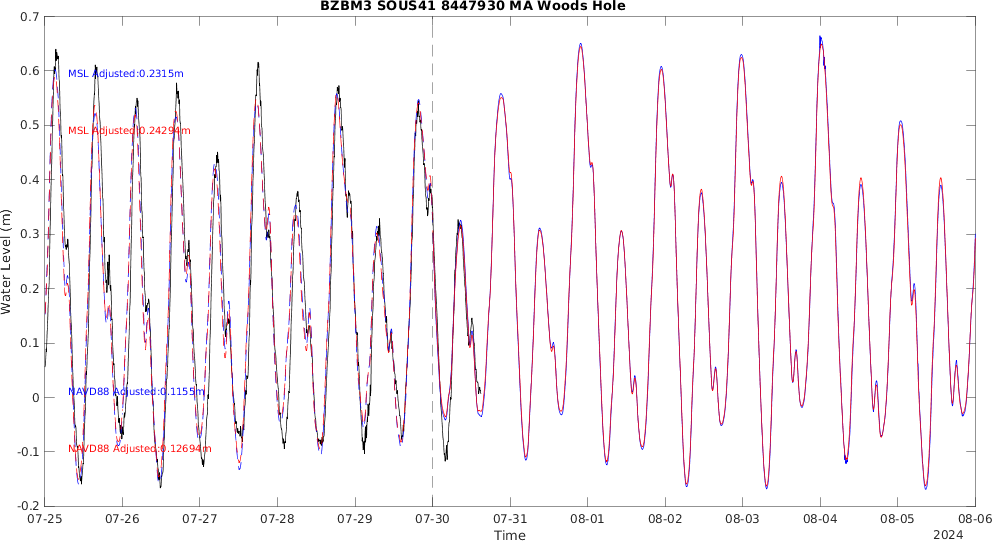 BZBM3 SOUS41 8447930 MA Woods Hole
0.7
0.6
0.5
0.4
0.3
0.2
0.1
0
-0.1
-0.2
Water Level (m)
MSL Adjusted:0.2315m
MSL Adjusted:0.24294m
NAVD88 Adjusted:0.1155m
NAVD88 Adjusted:0.12694m
07-25 07-26 07-27 07-28 07-29 07-30 07-31 08-01 08-02 08-03 08-04 08-05 08-06
Time
2024